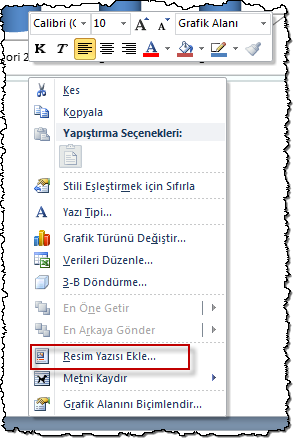 Calibri (C 10 A A Grafik Alanı
K T A
ori 2
Kes
Kopyala
Yapıştırma Seçenekleri:
Stili Eşleştirmek için Sıfırla
A Yazı Tipi...
Grafik Türünü Değiştir...
Verileri Düzenle...
3-B Döndürme...
En Öne Getir
En Arkaya Gönder
Resim Yazısı Ekle...
Metni Kaydır
Grafik Alanını Biçimlendir...